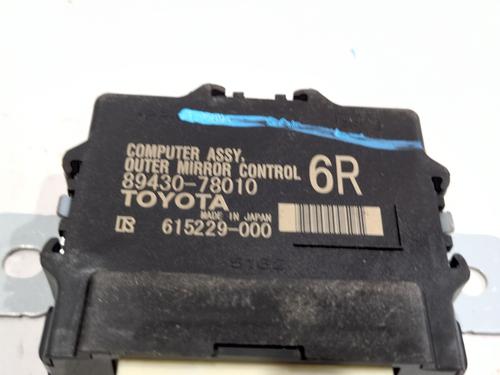 COMPUTER ASSY,
OUTER MIRROR CONTROL
89430-78010 6R
TOYOTA
MADE IN JAPAN
615229-000
5162